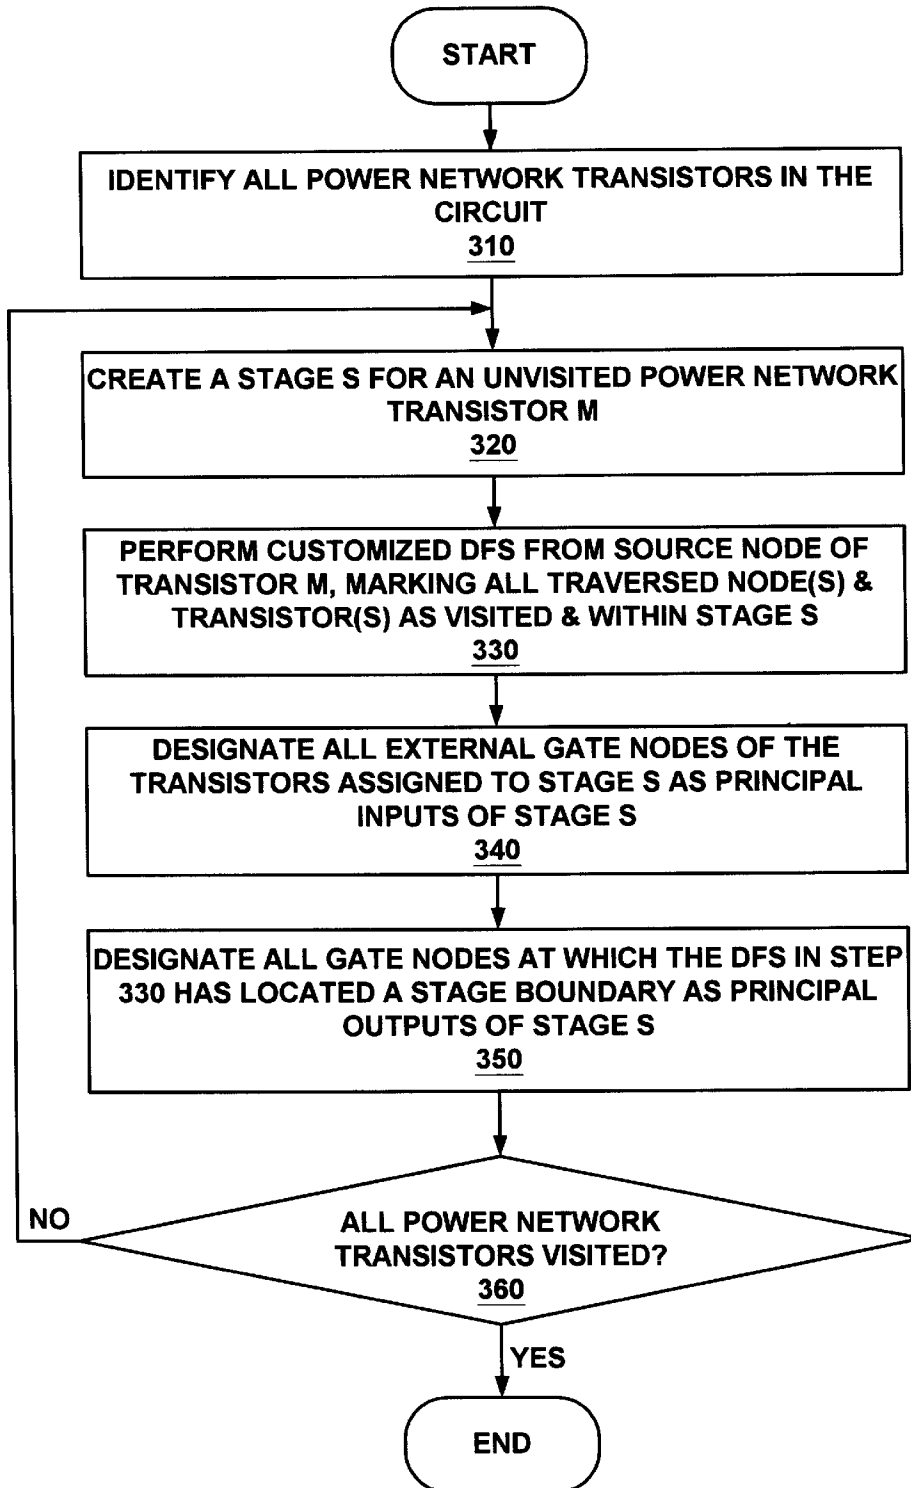 START
IDENTIFY ALL POWER NETWORK TRANSISTORS IN THE
CIRCUIT
310
CREATE A STAGE S FOR AN UNVISITED POWER NETWORK
TRANSISTOR M
320
PERFORM CUSTOMIZED DFS FROM SOURCE NODE OF
TRANSISTOR M, MARKING ALL TRAVERSED NODE(S) &
TRANSISTOR(S) AS VISITED & WITHIN STAGE S
330
DESIGNATE ALL EXTERNAL GATE NODES OF THE
TRANSISTORS ASSIGNED TO STAGE S AS PRINCIPAL
INPUTS OF STAGE S
340
DESIGNATE ALL GATE NODES AT WHICH THE DFS IN STEP
330 HAS LOCATED A STAGE BOUNDARY AS PRINCIPAL
OUTPUTS OF STAGE S
350
NO
ALL POWER NETWORK
TRANSISTORS VISITED?
360
YES
END